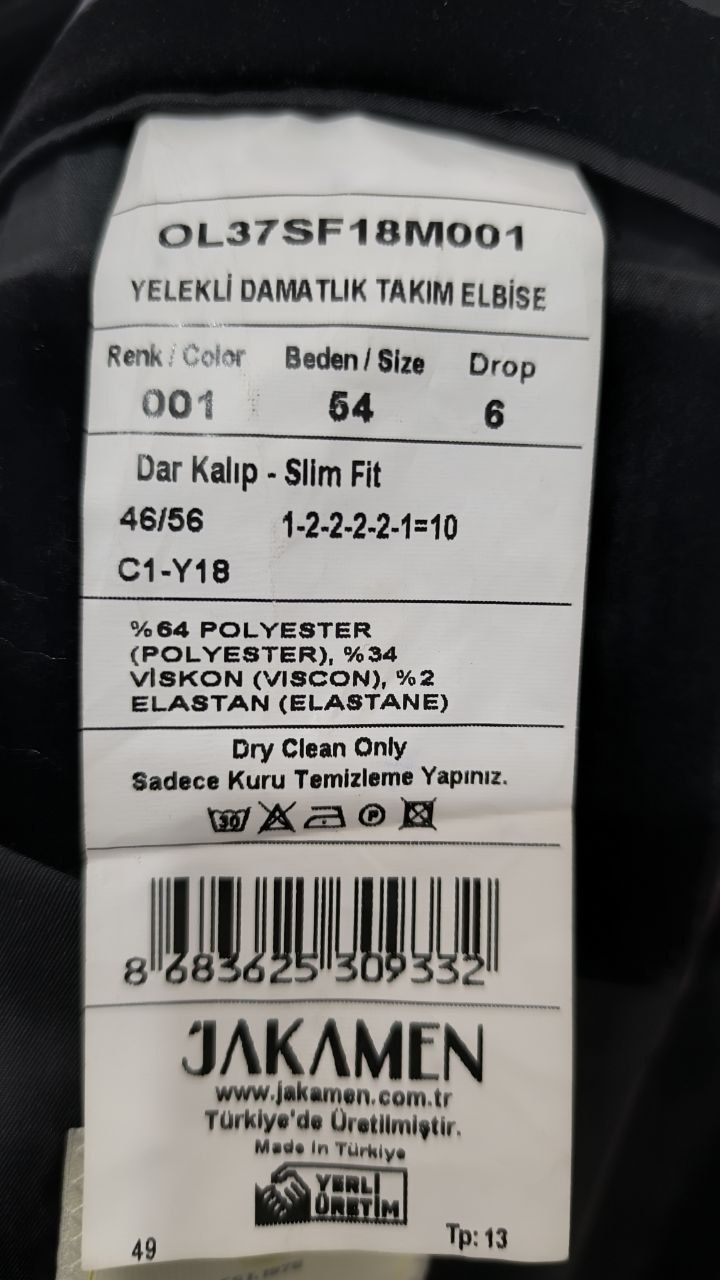 OL37SF18M001
YELEKLİ DAMATLIK TAKIM ELBİSE
Renk / Color Beden / Size Drop
001 54 6
Dar Kalıp - Slim Fit
46/56 1-2-2-2-2-1=10
C1-Y18
%64 POLYESTER
(POLYESTER), %34
VİSKON (VISCON), %2
ELASTAN (ELASTANE)
Dry Clean Only
Sadece Kuru Temizleme Yapınız.
30 P
8 683625 309332
JAKAMEN
www.jakamen.com.tr
Türkiye'de Üretilmiştir.
Made in Türkiye
YERLİ
ÜRETİM
49 Tp: 13